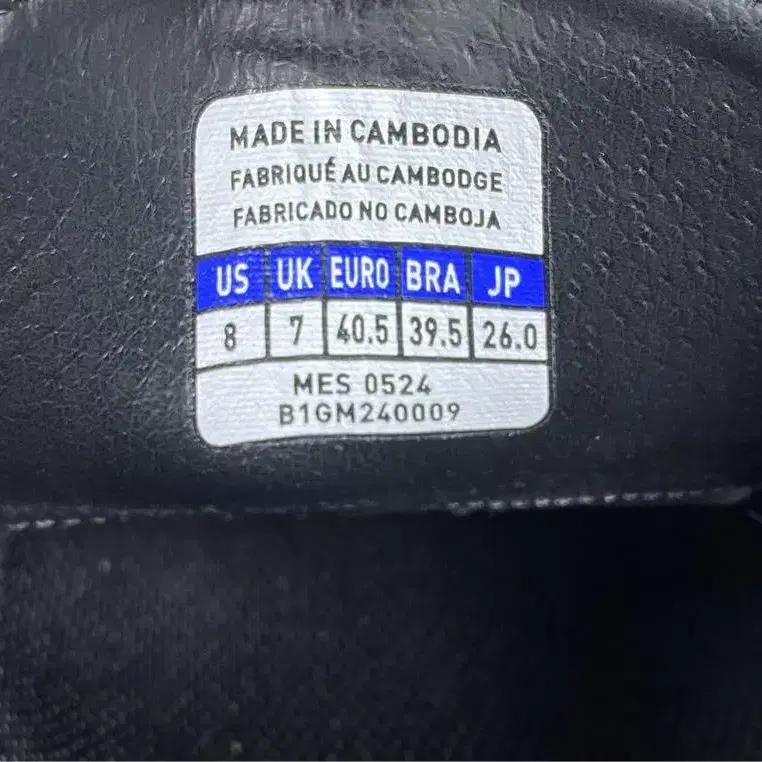 MADE IN CAMBODIA
FABRIQUÉ AU CAMBODGE
FABRICADO NO CAMBOJA
US UK EURO BRA JP
8 7 40.5 39.5 26.0
MES 0524
B1GM240009